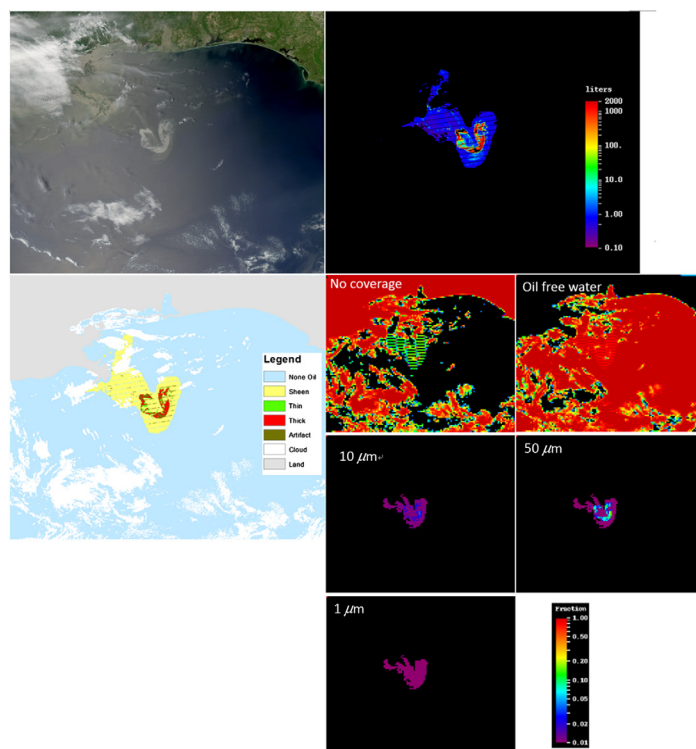 liters
2000
1000
100.
10.0
1.00
0.10
No coverage
Oil free water
Legend
None Oil
Sheen
Thin
Thick
Artifact
Cloud
Land
10 μm
50 μm
1 μm
Fraction
1.00
0.50
0.20
0.10
0.05
0.02
0.01